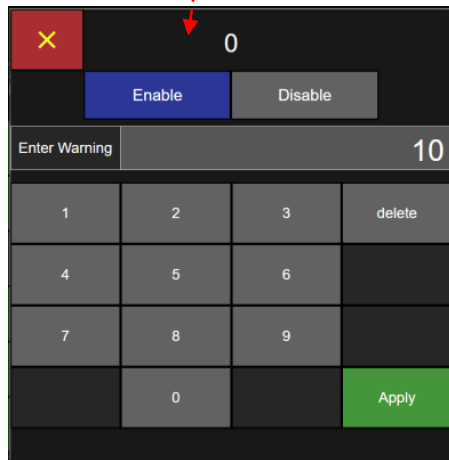 × 0
Enable Disable
Enter Warning 10
1 2 3 delete
4 5 6
7 8 9
0 Apply